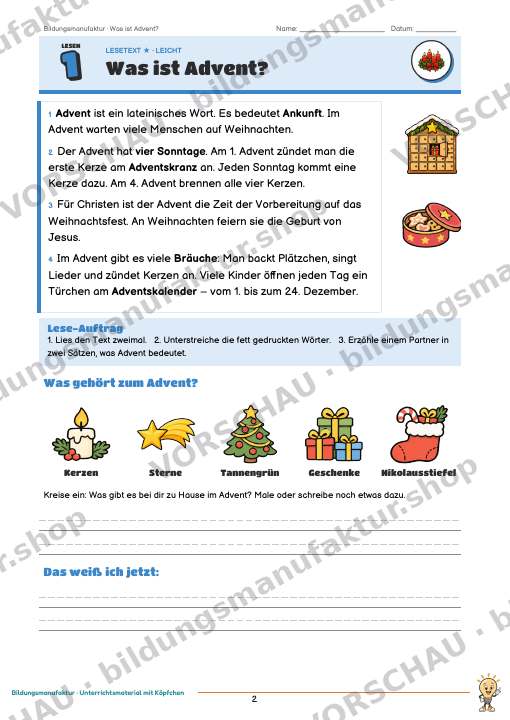 Bildungsmanufaktur · Was ist Advent?
Name: Datum:
LESEN
1
LESETEXT ★ · LEICHT
Was ist Advent?
1 Advent ist ein lateinisches Wort. Es bedeutet Ankunft. Im
Advent warten viele Menschen auf Weihnachten.
2 Der Advent hat vier Sonntage. Am 1. Advent zündet man die
erste Kerze am Adventskranz an. Jeden Sonntag kommt eine
Kerze dazu. Am 4. Advent brennen alle vier Kerzen.
3 Für Christen ist der Advent die Zeit der Vorbereitung auf das
Weihnachtsfest. An Weihnachten feiern sie die Geburt von
Jesus.
4 Im Advent gibt es viele Bräuche: Man backt Plätzchen, singt
Lieder und zündet Kerzen an. Viele Kinder öffnen jeden Tag ein
Türchen am Adventskalender – vom 1. bis zum 24. Dezember.
Lese-Auftrag
1. Lies den Text zweimal. 2. Unterstreiche die fett gedruckten Wörter. 3. Erzähle einem Partner in
zwei Sätzen, was Advent bedeutet.
Was gehört zum Advent?
Kerzen Sterne Tannengrün Geschenke Nikolausstiefel
Kreise ein: Was gibt es bei dir zu Hause im Advent? Male oder schreibe noch etwas dazu.
Das weiß ich jetzt:
Bildungsmanufaktur · Unterrichtsmaterial mit Köpfchen
2
VORSCHAU · bildungsmanufaktur.shop